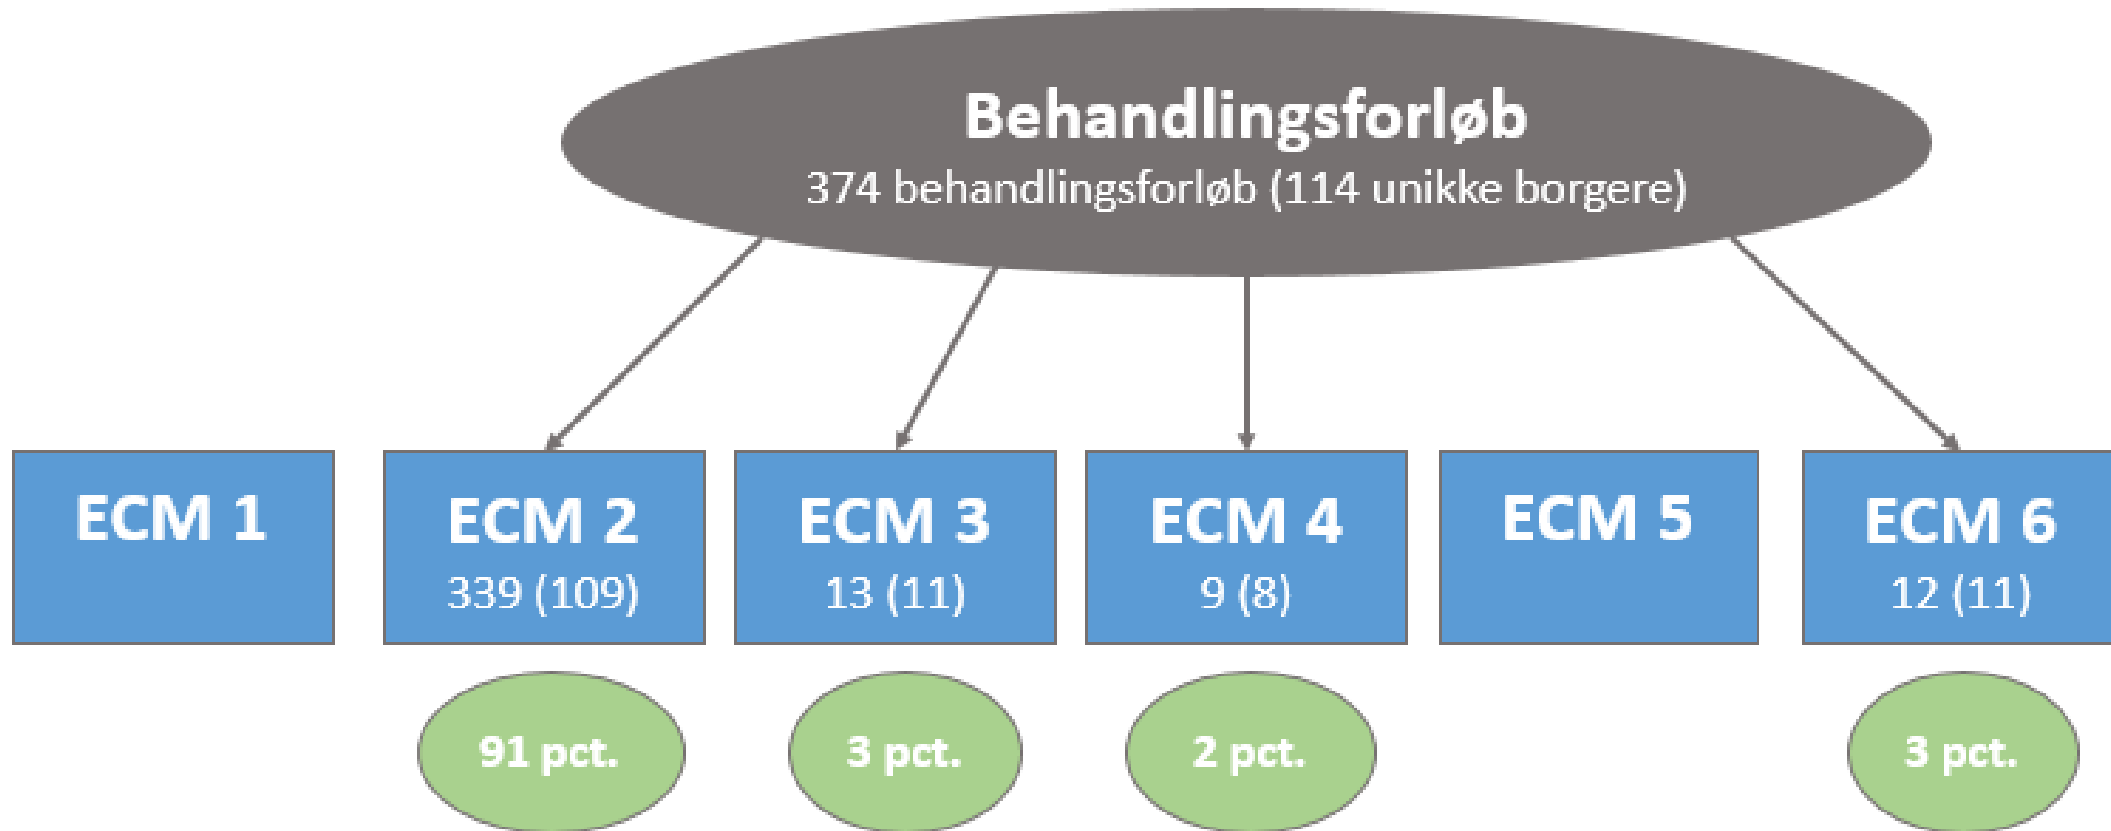 Behandlingsforløb
374 behandlingsforløb (114 unikke borgere)
ECM 1
ECM 2
339 (109)
ECM 3
13 (11)
ECM 4
9 (8)
ECM 5
ECM 6
12 (11)
91 pct.
3 pct.
2 pct.
3 pct.